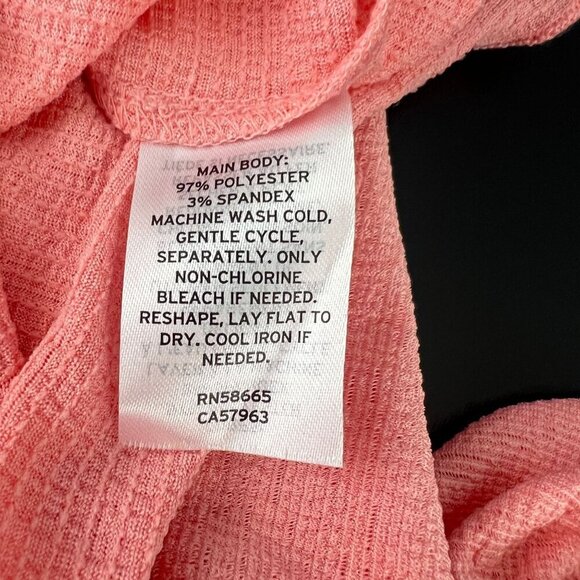 MAIN BODY:
97% POLYESTER
3% SPANDEX
MACHINE WASH COLD,
GENTLE CYCLE,
SEPARATELY. ONLY
NON-CHLORINE
BLEACH IF NEEDED.
RESHAPE, LAY FLAT TO
DRY. COOL IRON IF
NEEDED.
RN58665
CA57963